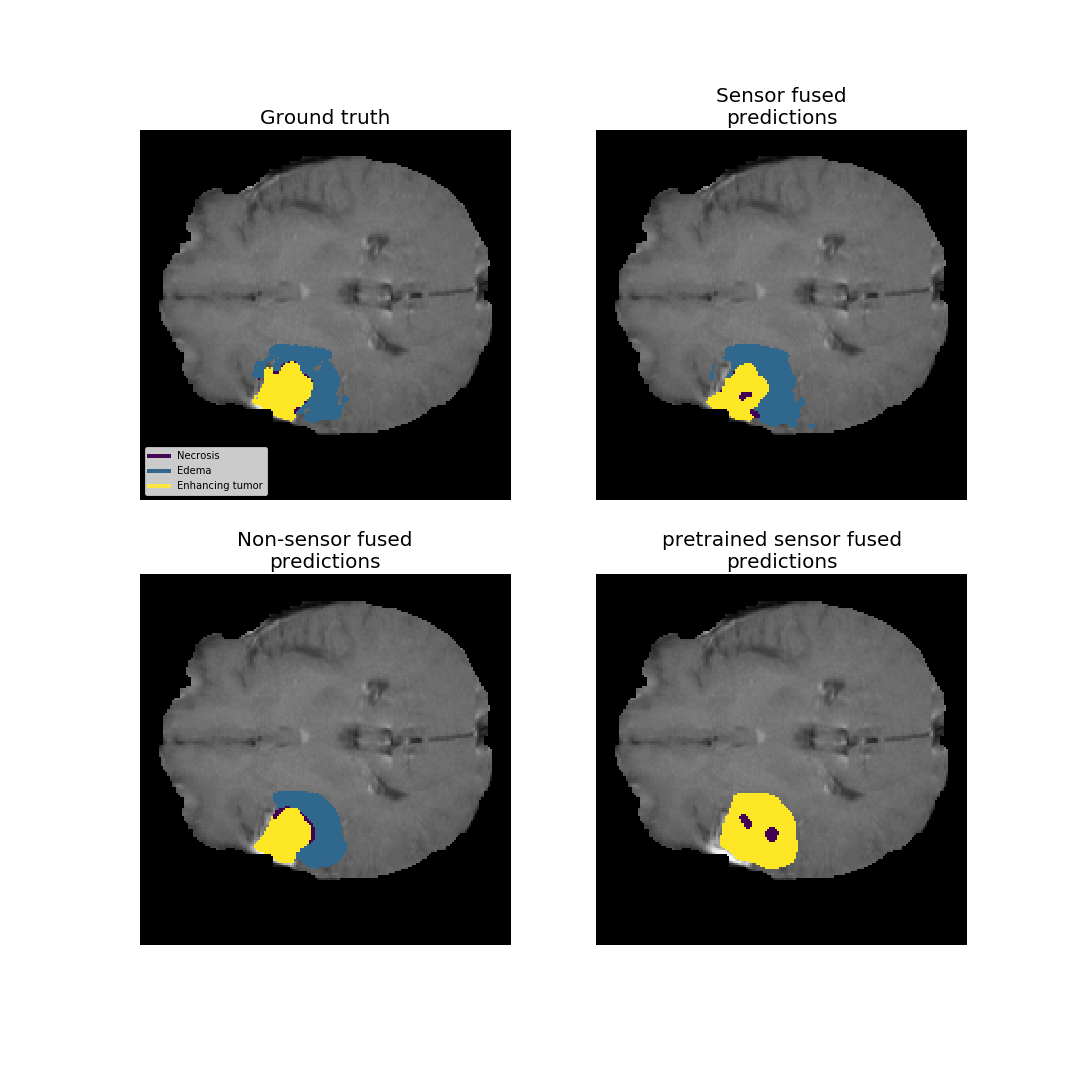 Ground truth
Sensor fused
predictions
Necrosis
Edema
Enhancing tumor
Non-sensor fused
predictions
pretrained sensor fused
predictions